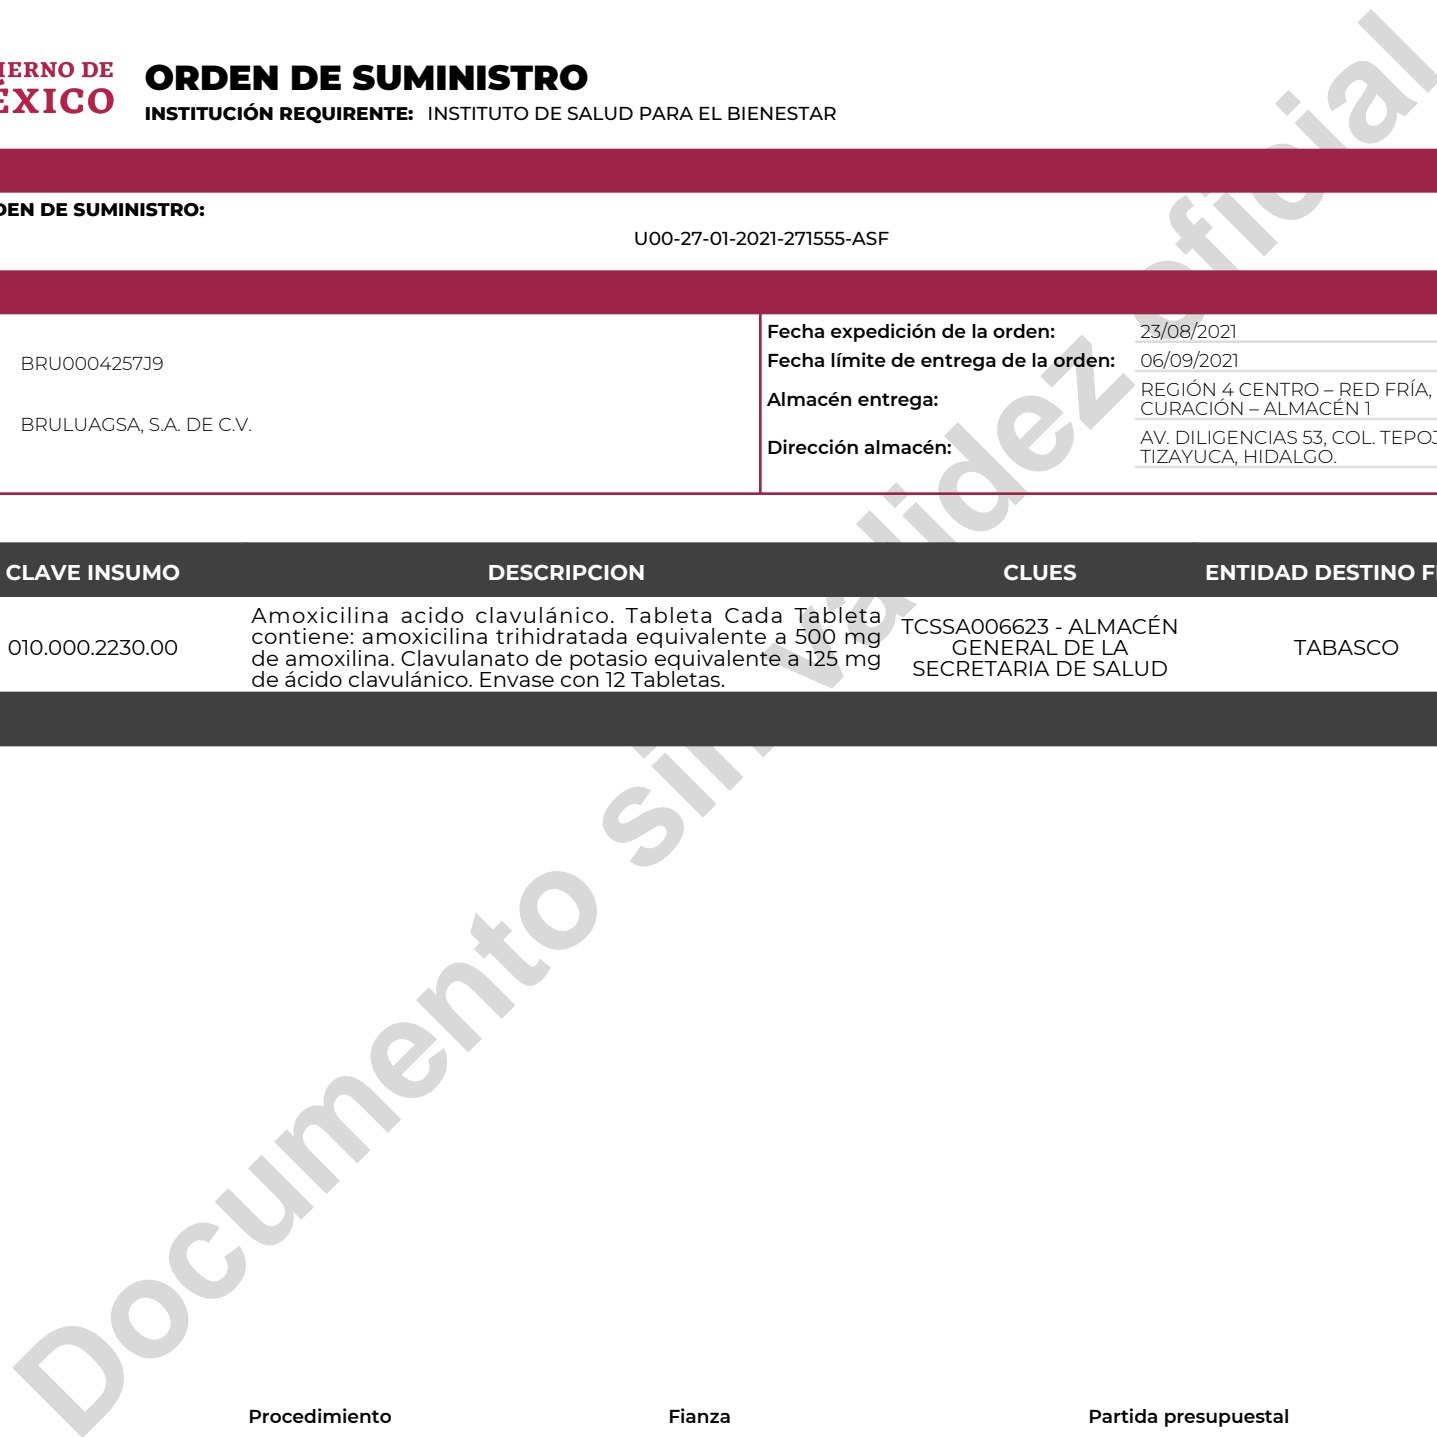 IERNO DE
ÉXICO
ORDEN DE SUMINISTRO
INSTITUCIÓN REQUIRENTE: INSTITUTO DE SALUD PARA EL BIENESTAR
DEN DE SUMINISTRO:
U00-27-01-2021-271555-ASF
BRU0004257J9
BRULUAGSA, S.A. DE C.V.
Fecha expedición de la orden: 23/08/2021
Fecha límite de entrega de la orden: 06/09/2021
Almacén entrega: REGIÓN 4 CENTRO – RED FRÍA,
CURACIÓN – ALMACÉN 1
Dirección almacén: AV. DILIGENCIAS 53, COL. TEPOJ
TIZAYUCA, HIDALGO.
CLAVE INSUMO DESCRIPCION CLUES ENTIDAD DESTINO FI
010.000.2230.00
Amoxicilina acido clavulánico. Tableta Cada Tableta
contiene: amoxicilina trihidratada equivalente a 500 mg
de amoxilina. Clavulanato de potasio equivalente a 125 mg
de ácido clavulánico. Envase con 12 Tabletas.
TCSSA006623 - ALMACÉN
GENERAL DE LA
SECRETARIA DE SALUD
TABASCO
Documento sin validez oficial
Procedimiento Fianza Partida presupuestal